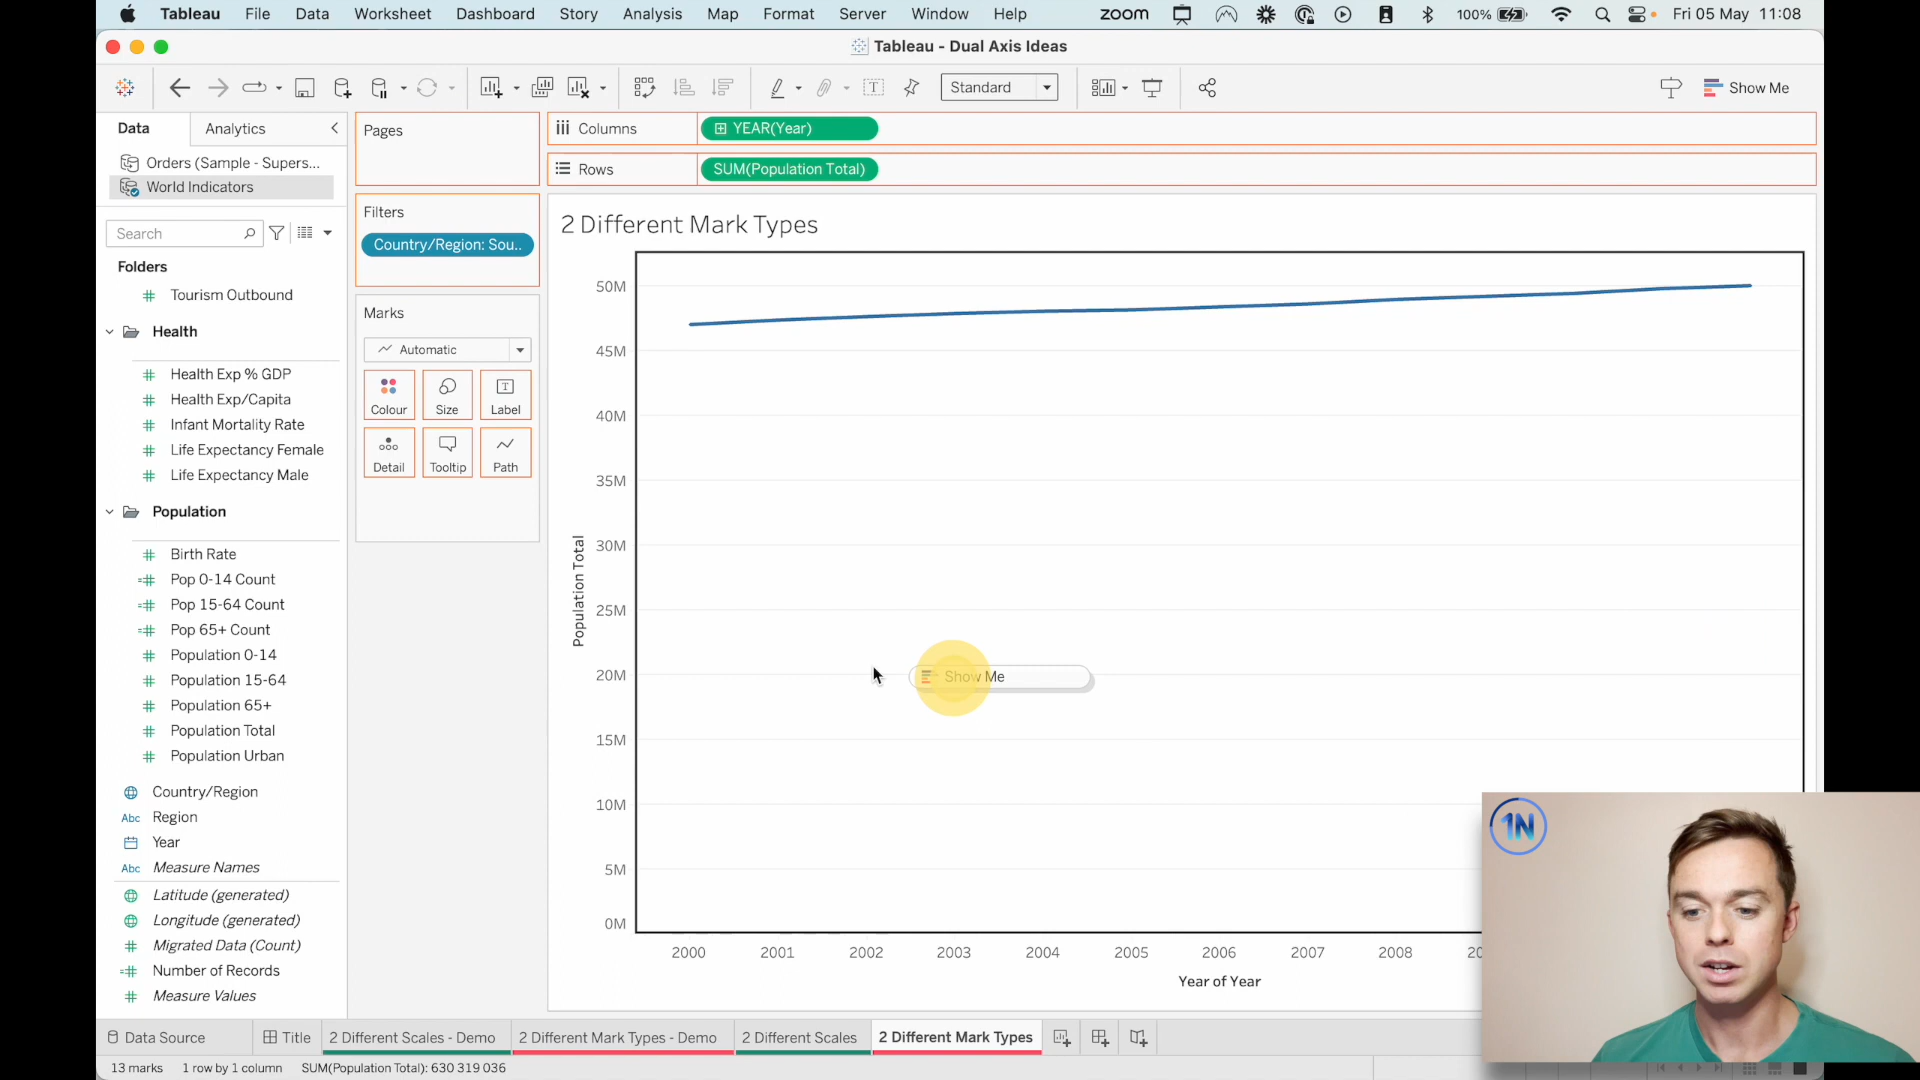 Tableau File Data Worksheet Dashboard Story Analysis Map Format Server Window Help zoom 100% Fri 05 May 11:08
Tableau - Dual Axis Ideas
Standard Show Me
Data Analytics
Orders (Sample - Supers...
World Indicators
Search
Folders
Tourism Outbound
Health
Health Exp % GDP
Health Exp/Capita
Infant Mortality Rate
Life Expectancy Female
Life Expectancy Male
Population
Birth Rate
Pop 0-14 Count
Pop 15-64 Count
Pop 65+ Count
Population 0-14
Population 15-64
Population 65+
Population Total
Population Urban
Country/Region
Abc Region
Year
Abc Measure Names
Latitude (generated)
Longitude (generated)
Migrated Data (Count)
Number of Records
Measure Values
Pages
Filters
Country/Region: Sou..
Marks
Automatic
Colour Size Label
Detail Tooltip Path
Columns YEAR(Year)
Rows SUM(Population Total)
2 Different Mark Types
50M
45M
40M
35M
30M
25M
20M
15M
10M
5M
0M
Population Total
Show Me
2000 2001 2002 2003 2004 2005 2006 2007 2008
Year of Year
1N
Data Source Title 2 Different Scales - Demo 2 Different Mark Types - Demo 2 Different Scales 2 Different Mark Types
13 marks 1 row by 1 column SUM(Population Total): 630 319 036